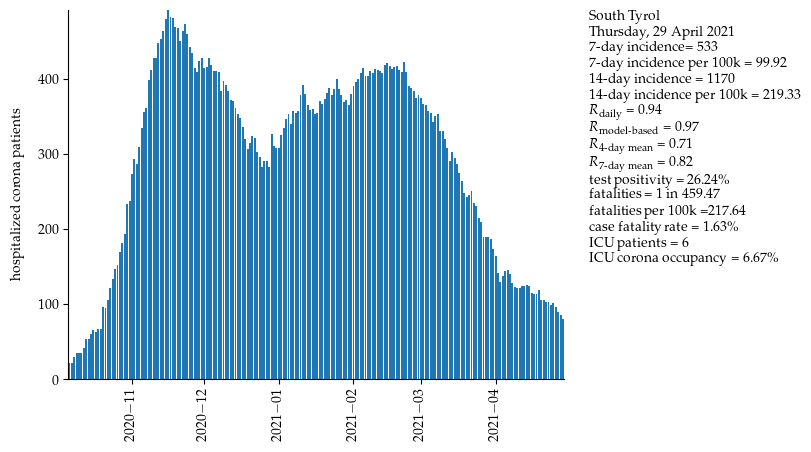 South Tyrol
Thursday, 29 April 2021
7-day incidence= 533
7-day incidence per 100k = 99.92
14-day incidence = 1170
14-day incidence per 100k = 219.33
R_daily = 0.94
R_model-based = 0.97
R_4-day mean = 0.71
R_7-day mean = 0.82
test positivity = 26.24%
fatalities = 1 in 459.47
fatalities per 100k =217.64
case fatality rate = 1.63%
ICU patients = 6
ICU corona occupancy = 6.67%
hospitalized corona patients
400
300
200
100
0
2020−11
2020−12
2021−01
2021−02
2021−03
2021−04